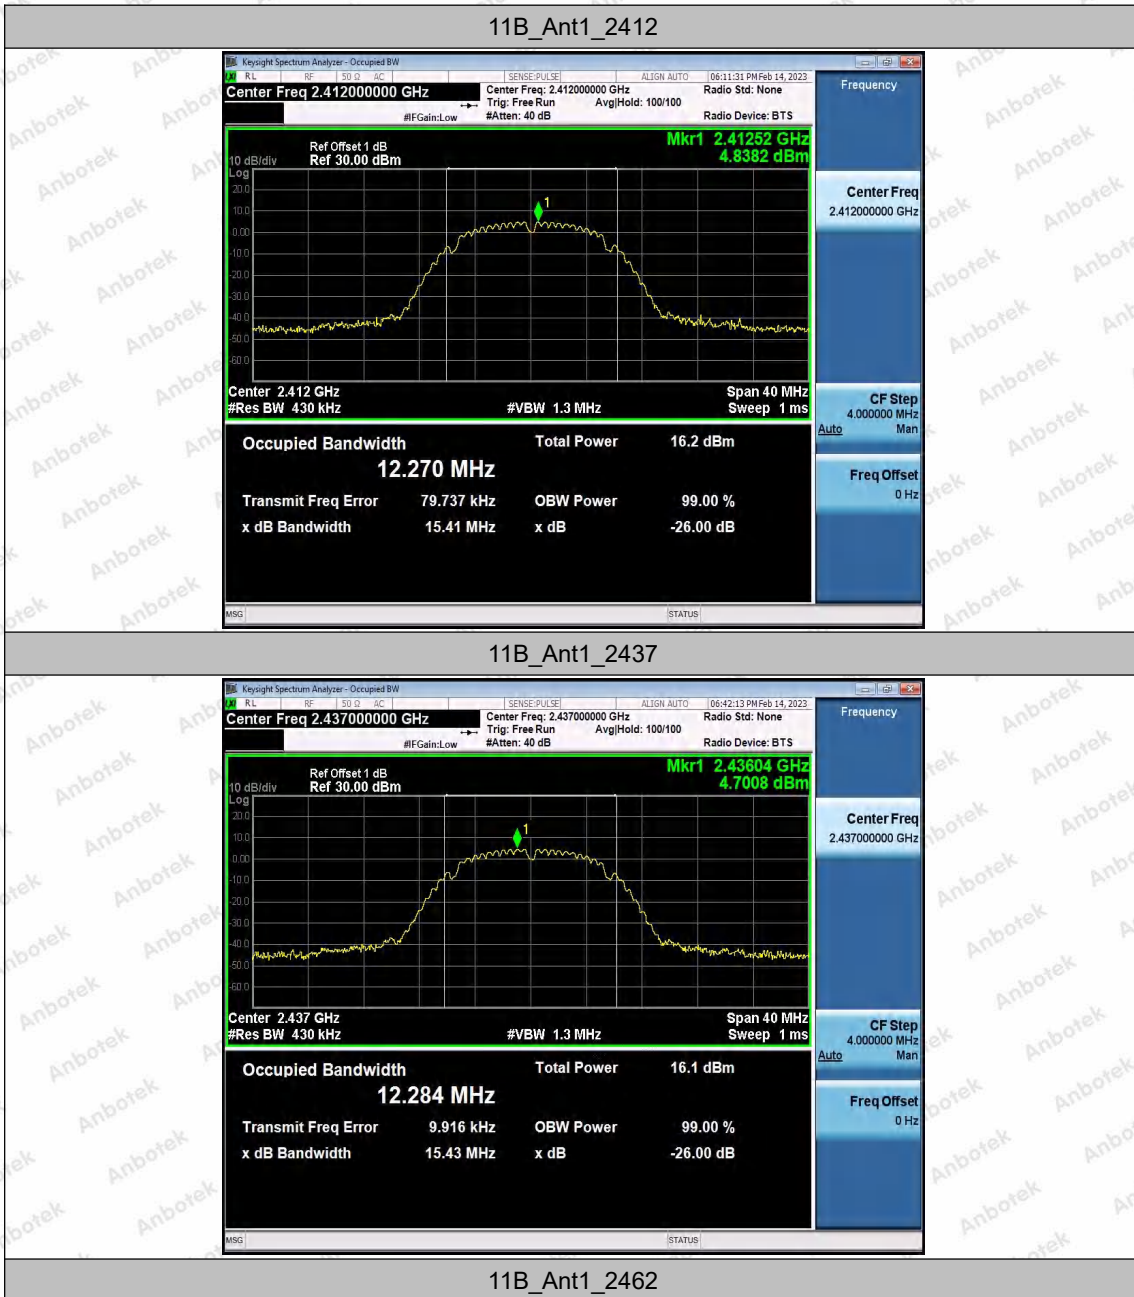 11B_Ant1_2412
Keysight Spectrum Analyzer - Occupied BW
RL RF 50 Ω AC SENSE:PULSE ALIGN AUTO 06:11:31 PM Feb 14, 2023
Center Freq 2.412000000 GHz
Center Freq: 2.412000000 GHz Radio Std: None
Trig: Free Run Avg|Hold: 100/100
#IFGain:Low #Atten: 40 dB Radio Device: BTS
Frequency
Mkr1 2.41252 GHz
4.8382 dBm
Ref Offset 1 dB
10 dB/div Ref 30.00 dBm
Log
20.0
10.0
0.00
-10.0
-20.0
-30.0
-40.0
-50.0
-60.0
1
Center Freq
2.412000000 GHz
Center 2.412 GHz Span 40 MHz
#Res BW 430 kHz #VBW 1.3 MHz Sweep 1 ms
CF Step
4.000000 MHz
Auto Man
Freq Offset
0 Hz
Occupied Bandwidth Total Power 16.2 dBm
12.270 MHz
Transmit Freq Error 79.737 kHz OBW Power 99.00 %
x dB Bandwidth 15.41 MHz x dB -26.00 dB
MSG STATUS
11B_Ant1_2437
Keysight Spectrum Analyzer - Occupied BW
RL RF 50 Ω AC SENSE:PULSE ALIGN AUTO 06:42:13 PM Feb 14, 2023
Center Freq 2.437000000 GHz
Center Freq: 2.437000000 GHz Radio Std: None
Trig: Free Run Avg|Hold: 100/100
#IFGain:Low #Atten: 40 dB Radio Device: BTS
Frequency
Mkr1 2.43604 GHz
4.7008 dBm
Ref Offset 1 dB
10 dB/div Ref 30.00 dBm
Log
20.0
10.0
0.00
-10.0
-20.0
-30.0
-40.0
-50.0
-60.0
1
Center Freq
2.437000000 GHz
Center 2.437 GHz Span 40 MHz
#Res BW 430 kHz #VBW 1.3 MHz Sweep 1 ms
CF Step
4.000000 MHz
Auto Man
Freq Offset
0 Hz
Occupied Bandwidth Total Power 16.1 dBm
12.284 MHz
Transmit Freq Error 9.916 kHz OBW Power 99.00 %
x dB Bandwidth 15.43 MHz x dB -26.00 dB
MSG STATUS
11B_Ant1_2462
Anbotek